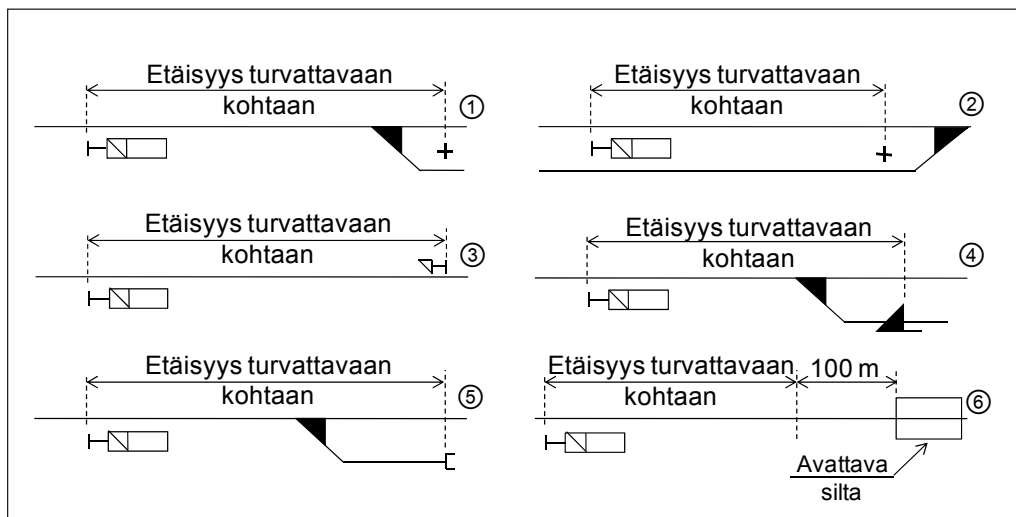 Etäisyys turvattavaan
kohtaan
①
Etäisyys turvattavaan
kohtaan
②
Etäisyys turvattavaan
kohtaan
③
Etäisyys turvattavaan
kohtaan
④
Etäisyys turvattavaan
kohtaan
⑤
Etäisyys turvattavaan
kohtaan
100 m
⑥
Avattava
silta